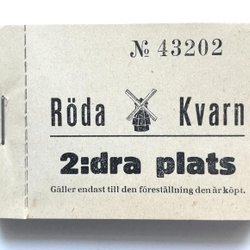 № 43202
Röda Kvarn
2:dra plats
Gäller endast till den föreställning den är köpt.